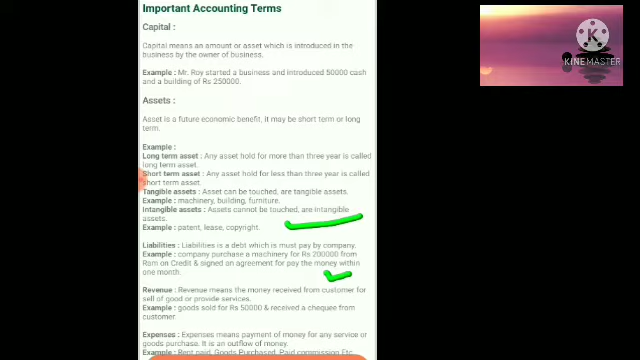 Important Accounting Terms
Capital :
Capital means an amount or asset which is introduced in the
business by the owner of business.
Example : Mr. Roy started a business and introduced 50000 cash
and a building of Rs 250000.
Assets :
Asset is a future economic benefit, it may be short term or long
term.
Example :
Long term asset : Any asset hold for more than three year is called
long term asset.
Short term asset : Any asset hold for less than three year is called
short term asset.
Tangible assets : Asset can be touched, are tangible assets.
Example : machinery, building, furniture.
Intangible assets : Assets cannot be touched, are intangible
assets.
Example : patent, lease, copyright.
Liabilities : Liabilities is a debt which is must pay by company.
Example : company purchase a machinery for Rs 200000 from
Ram on Credit & signed an agreement for pay the money within
one month.
Revenue : Revenue means the money received from customer for
sell of good or provide services.
Example : goods sold for Rs 50000 & received a chequee from
customer.
Expenses : Expenses means payment of money for any service or
goods purchase. It is an outflow of money.
Example : Rent paid, Goods Purchased, Paid commission Etc.
K
KINEMASTER